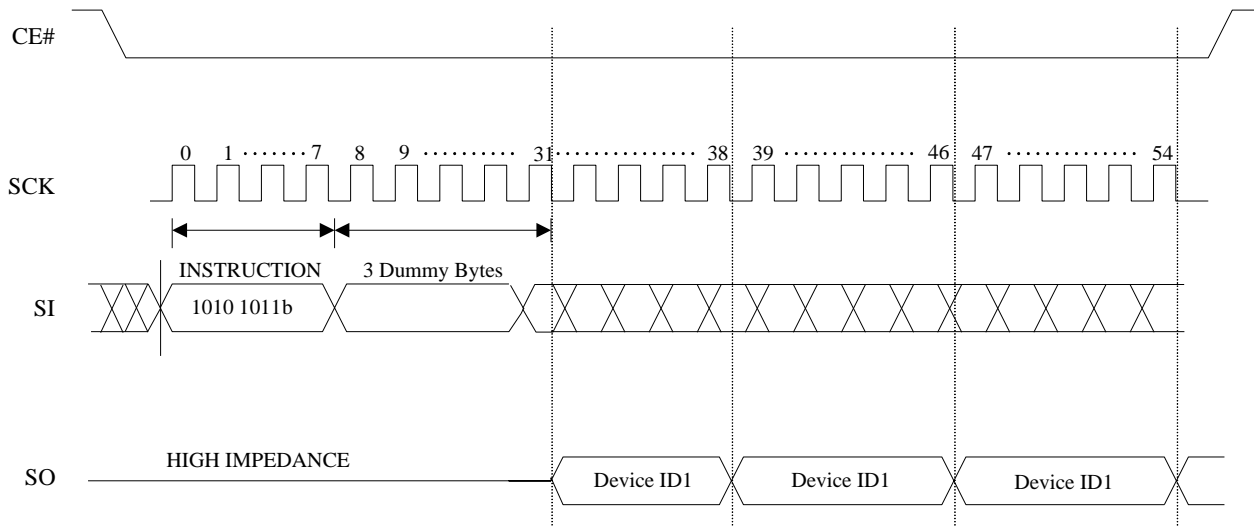 CE#
0 1 ....... 7 8 9 ......... 31 .............. 38 39 ............ 46 47 ............ 54
SCK
INSTRUCTION 3 Dummy Bytes
SI 1010 1011b
HIGH IMPEDANCE
SO Device ID1 Device ID1 Device ID1